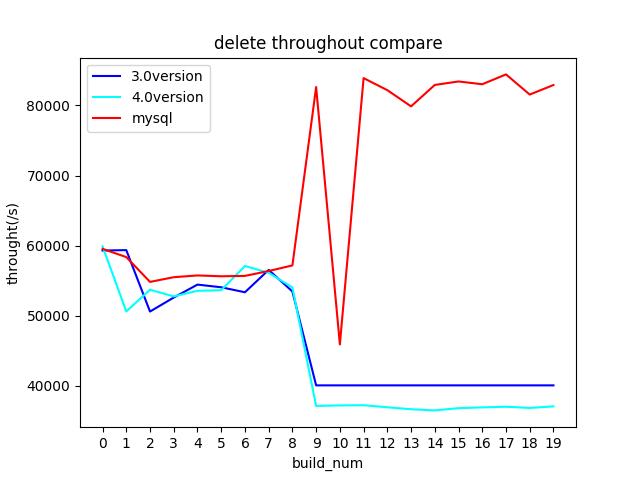 delete throughout compare
3.0version
4.0version
mysql
throught(/s)
80000
70000
60000
50000
40000
0 1 2 3 4 5 6 7 8 9 10 11 12 13 14 15 16 17 18 19
build_num